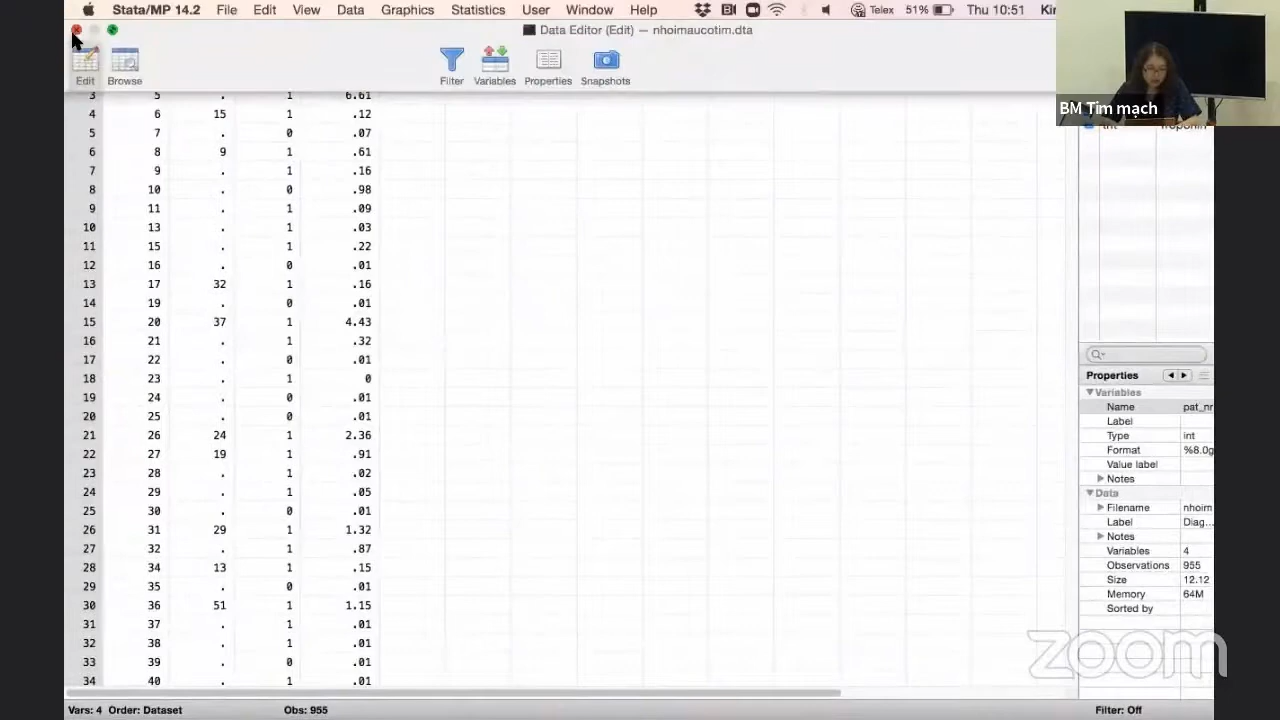 Stata/MP 14.2 File Edit View Data Graphics Statistics User Window Help Telex 51% Thu 10:51
Data Editor (Edit) — nhoimaucotim.dta
Edit Browse Filter Variables Properties Snapshots
BM Tim mạch
3 5 . 1 6.61
4 6 15 1 .12
5 7 . 0 .07
6 8 9 1 .61
7 9 . 1 .16
8 10 . 0 .98
9 11 . 1 .09
10 13 . 1 .03
11 15 . 1 .22
12 16 . 0 .01
13 17 32 1 .16
14 19 . 0 .01
15 20 37 1 4.43
16 21 . 1 .32
17 22 . 0 .01
18 23 . 1 0
19 24 . 0 .01
20 25 . 0 .01
21 26 24 1 2.36
22 27 19 1 .91
23 28 . 1 .02
24 29 . 1 .05
25 30 . 0 .01
26 31 29 1 1.32
27 32 . 1 .87
28 34 13 1 .15
29 35 . 0 .01
30 36 51 1 1.15
31 37 . 1 .01
32 38 . 1 .01
33 39 . 0 .01
34 40 . 1 .01
Properties
Variables
Name pat_nr
Label
Type int
Format %8.0g
Value label
Notes
Data
Filename nhoim
Label Diag...
Notes
Variables 4
Observations 955
Size 12.12
Memory 64M
Sorted by
zoom
Vars: 4 Order: Dataset Obs: 955 Filter: Off